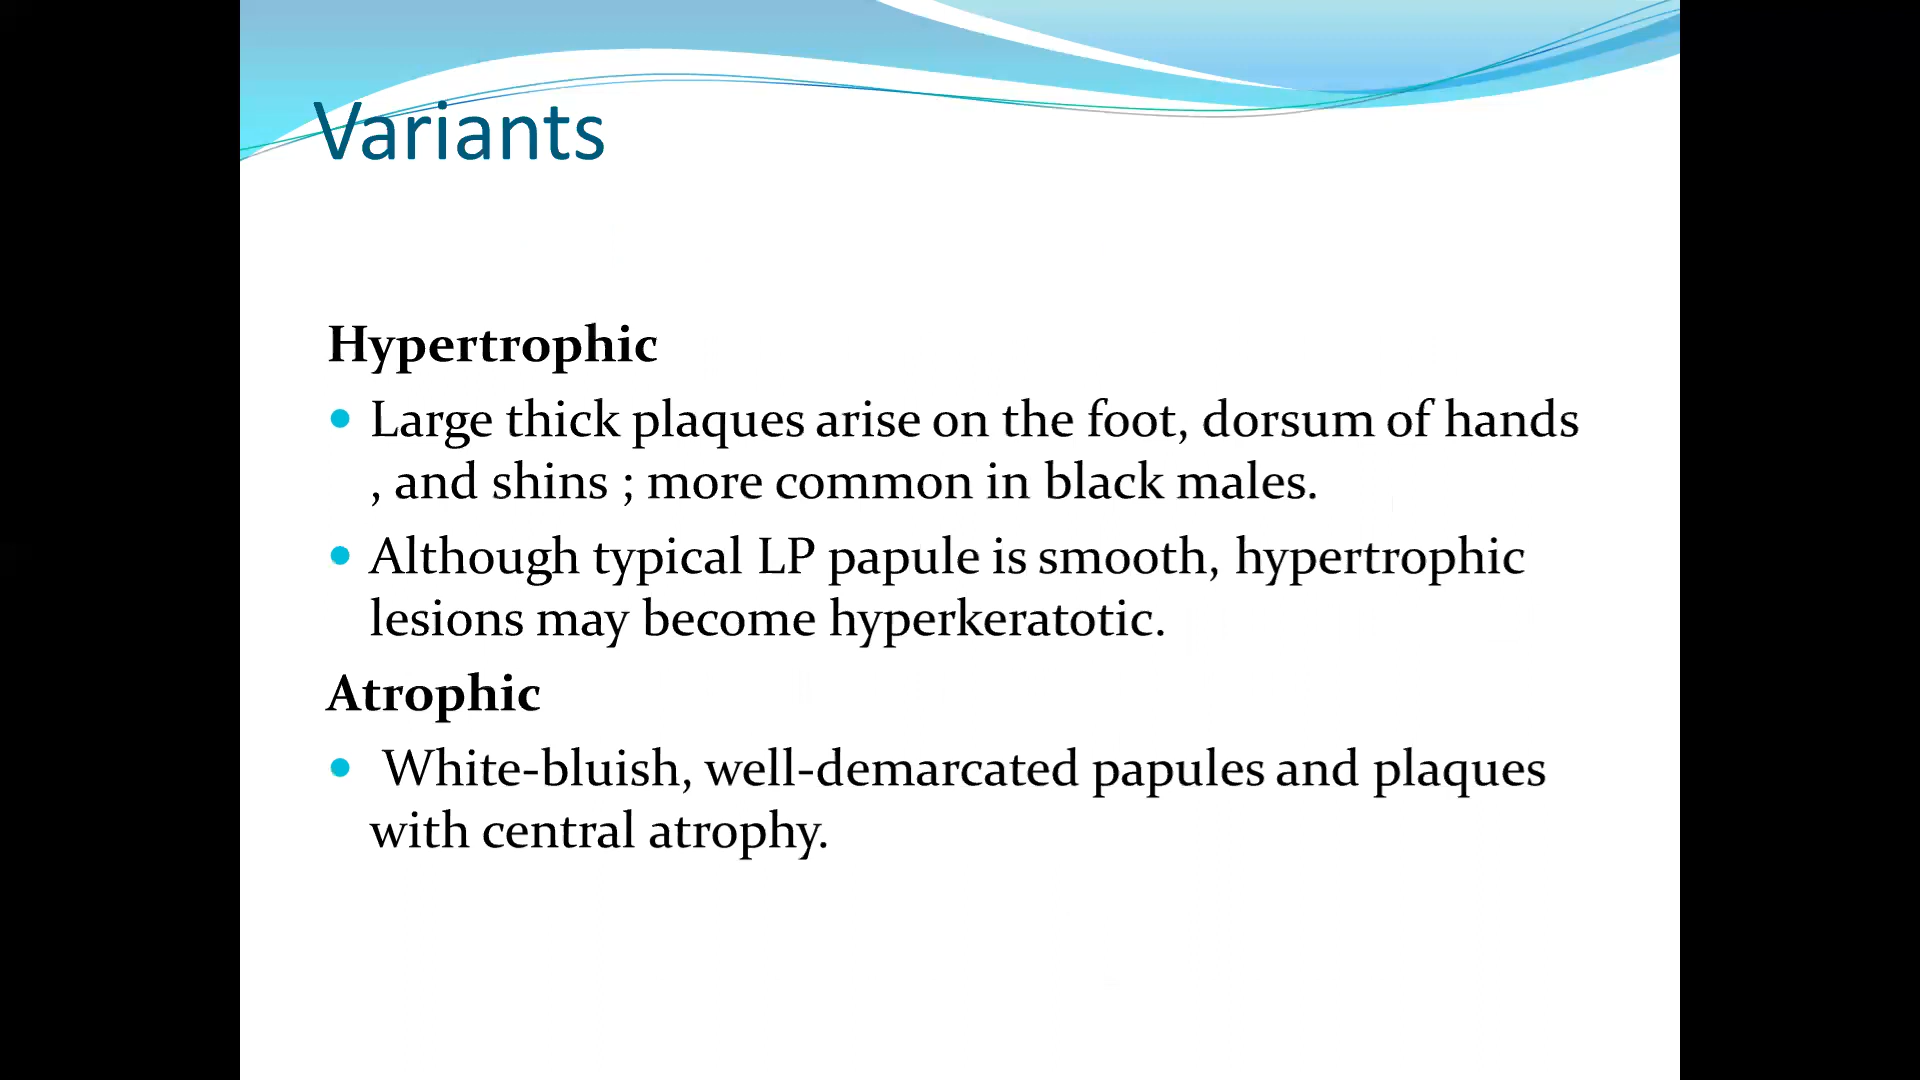 Variants
Hypertrophic
• Large thick plaques arise on the foot, dorsum of hands
, and shins ; more common in black males.
• Although typical LP papule is smooth, hypertrophic
lesions may become hyperkeratotic.
Atrophic
• White-bluish, well-demarcated papules and plaques
with central atrophy.